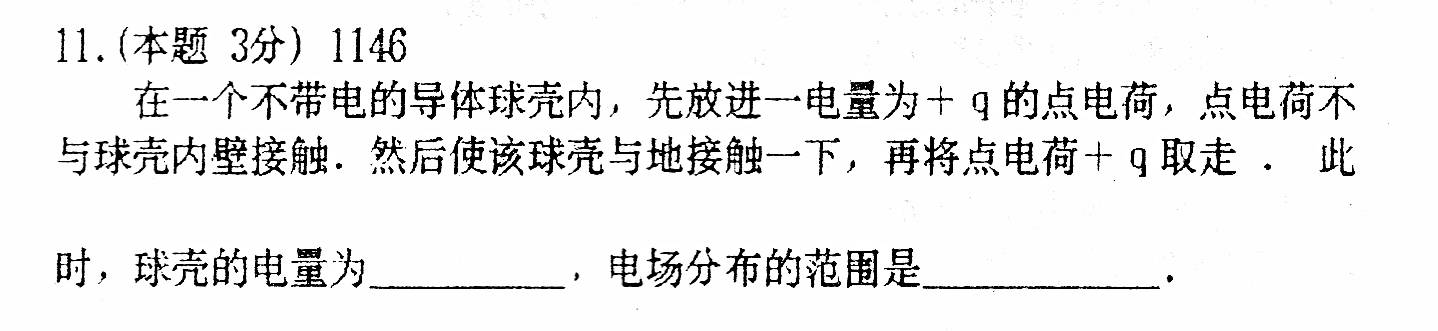 11.(本题 3分) 1146
在一个不带电的导体球壳内，先放进一电量为＋q的点电荷，点电荷不
与球壳内壁接触．然后使该球壳与地接触一下，再将点电荷＋q取走 ． 此
时，球壳的电量为__________，电场分布的范围是____________．